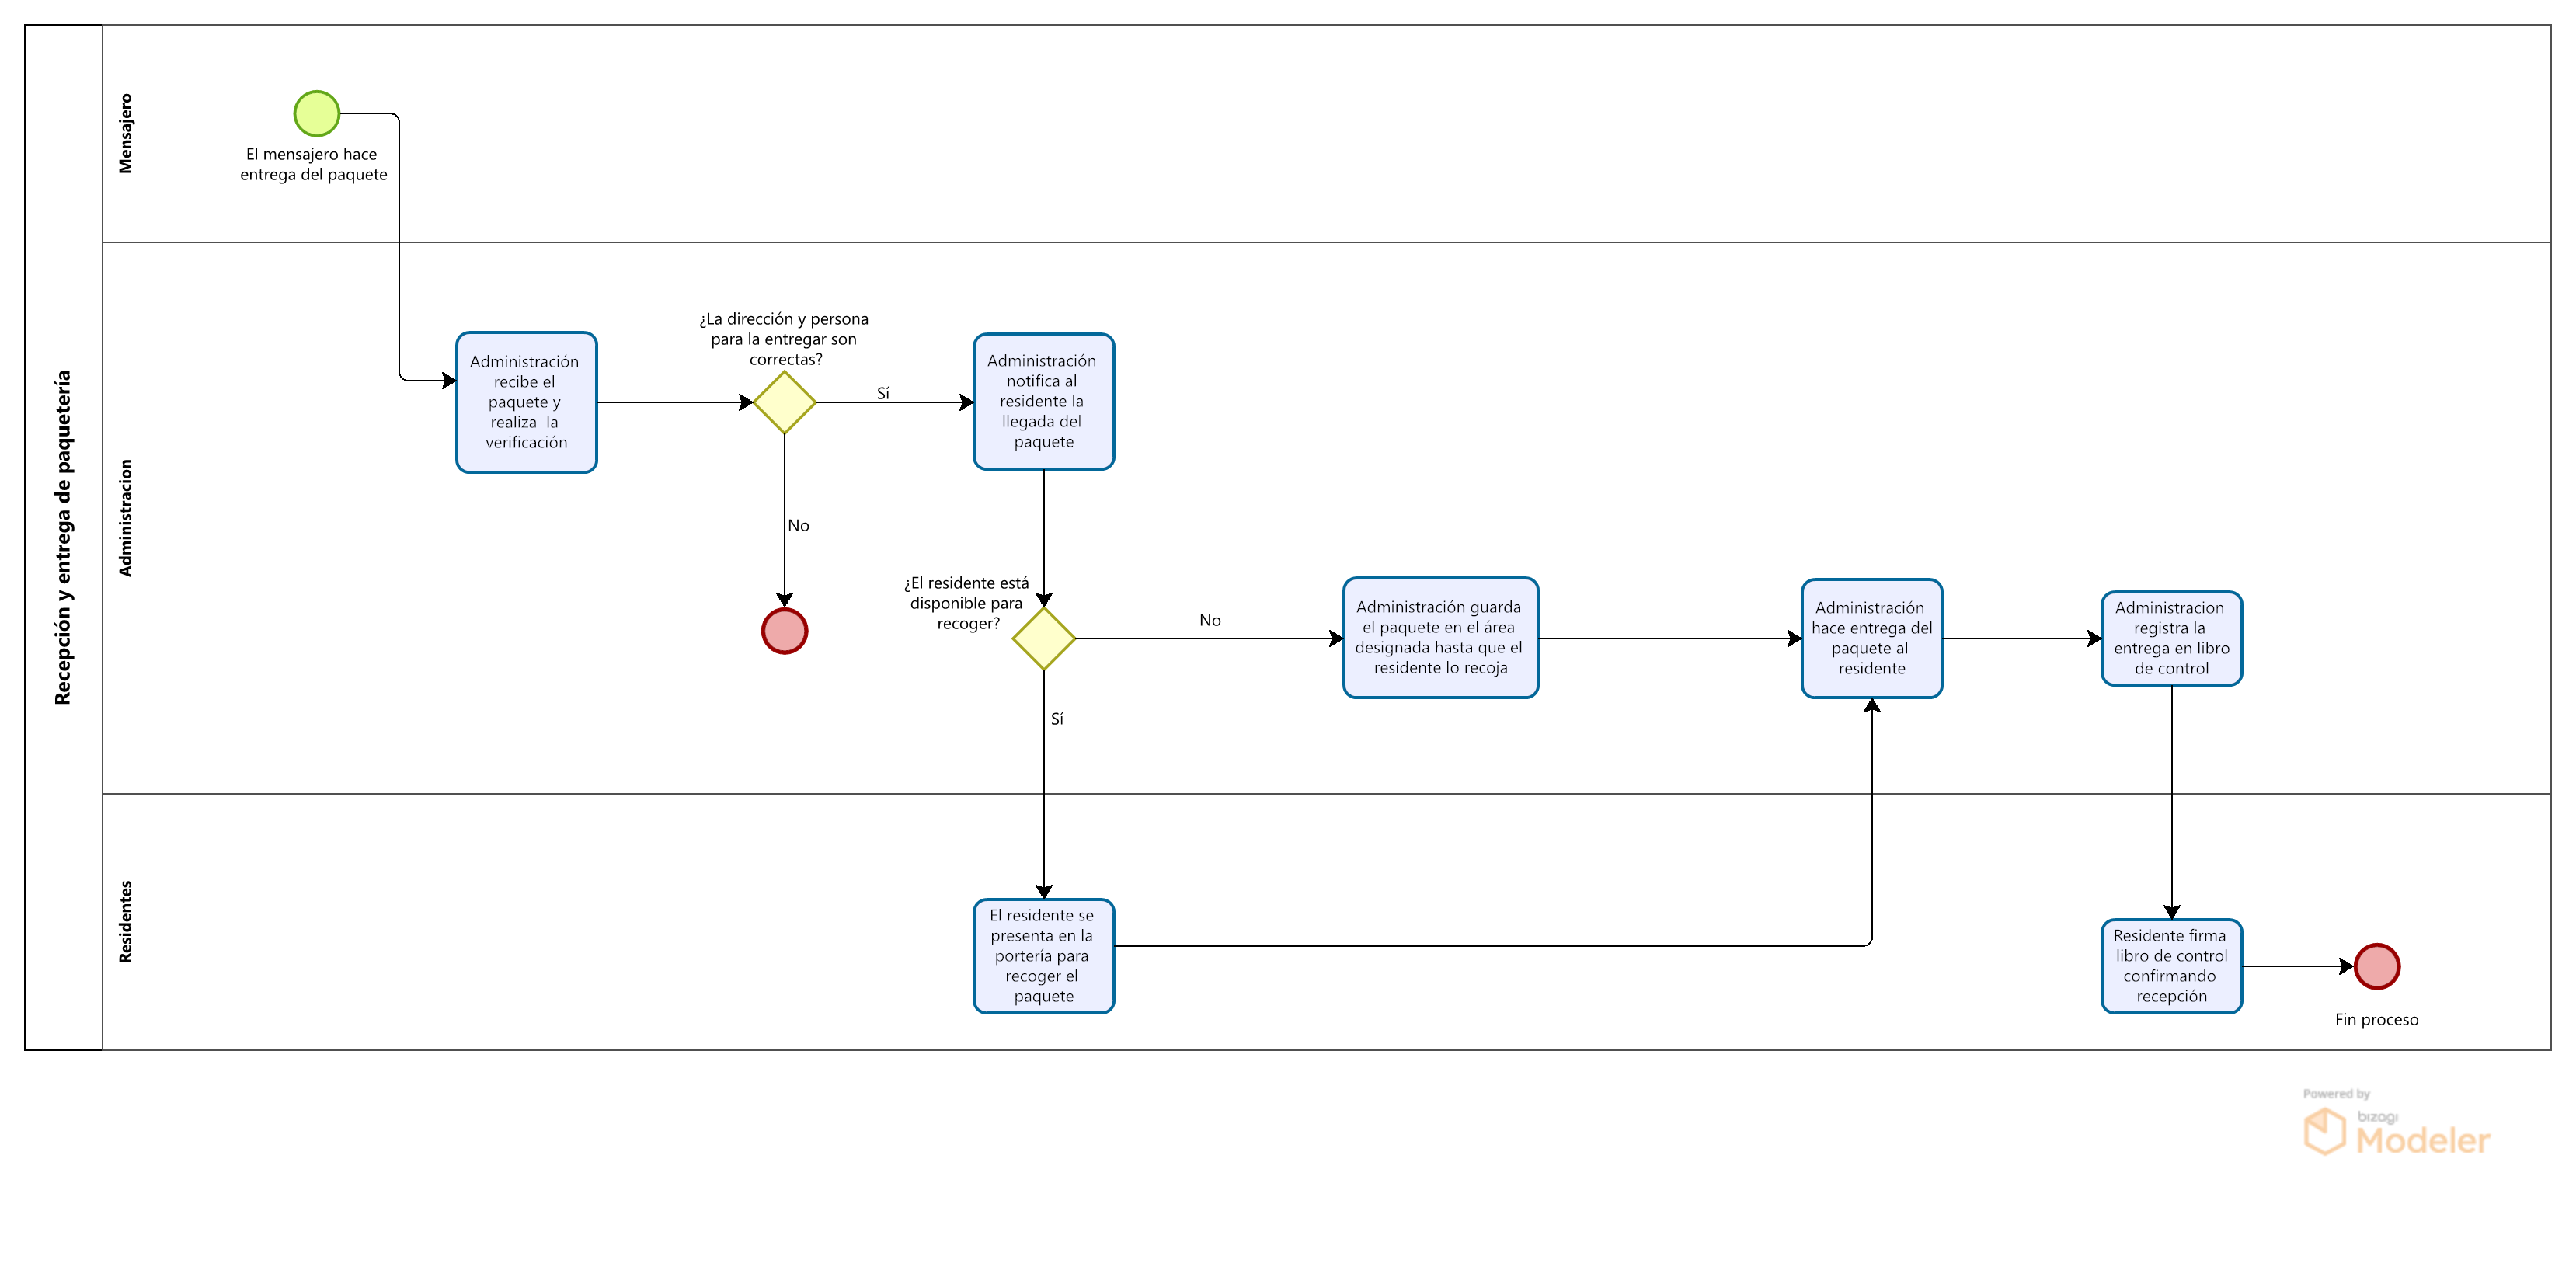 Recepción y entrega de paquetería
Mensajero
El mensajero hace
entrega del paquete
Administracion
Administración
recibe el
paquete y
realiza  la
verificación
¿La dirección y persona
para la entregar son
correctas?
Sí
No
Administración
notifica al
residente la
llegada del
paquete
¿El residente está
disponible para
recoger?
No
Sí
Administración guarda
el paquete en el área
designada hasta que el
residente lo recoja
Administración
hace entrega del
paquete al
residente
Administracion
registra la
entrega en libro
de control
Residentes
El residente se
presenta en la
portería para
recoger el
paquete
Residente firma
libro de control
confirmando
recepción
Fin proceso
Powered by
bizagi
Modeler